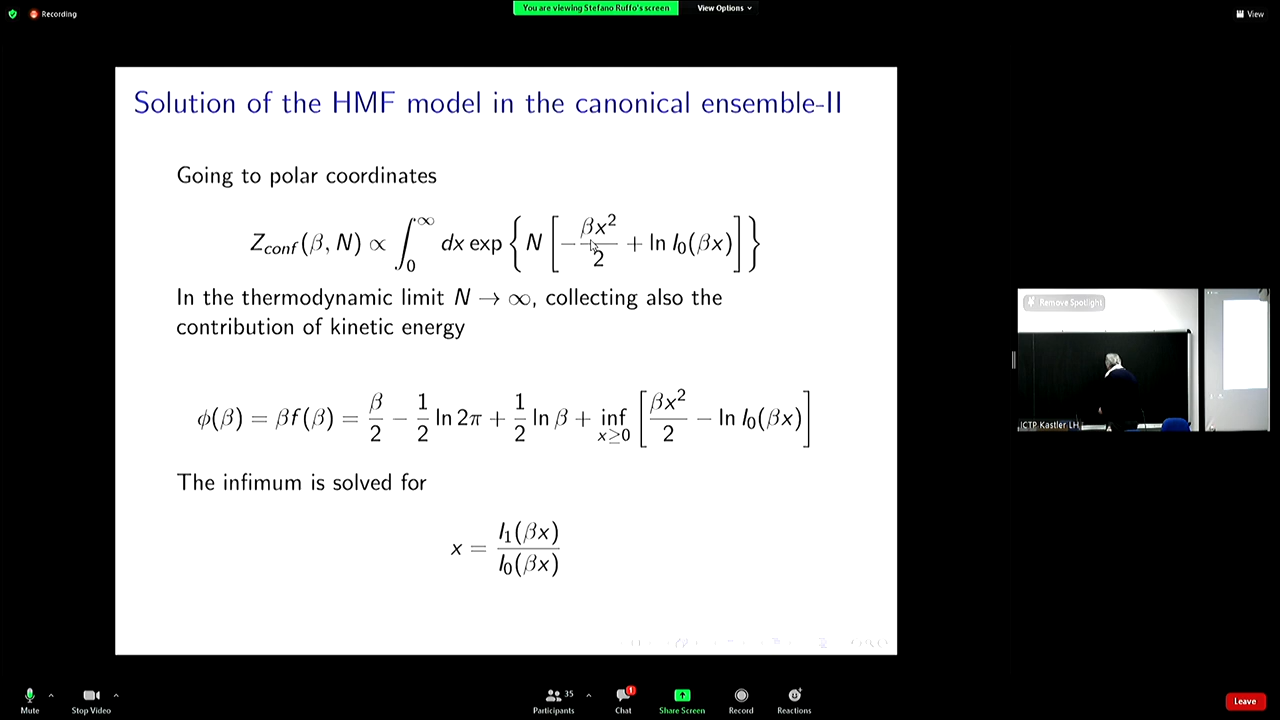 Recording
You are viewing Stefano Ruffo's screen
View Options
View
Solution of the HMF model in the canonical ensemble-II
Going to polar coordinates
Z_{conf}(β, N) ∝ ∫_0^∞ dx exp { N [ −βx²/2 + ln I_0(βx) ] }
In the thermodynamic limit N → ∞, collecting also the
contribution of kinetic energy
ϕ(β) = βf(β) = β/2 − 1/2 ln 2π + 1/2 ln β + inf_{x≥0} [ βx²/2 − ln I_0(βx) ]
The infimum is solved for
x = I_1(βx)/I_0(βx)
Remove Spotlight
ICTP Kastler LH
Mute
Stop Video
35
Participants
1
Chat
Share Screen
Record
Reactions
Leave